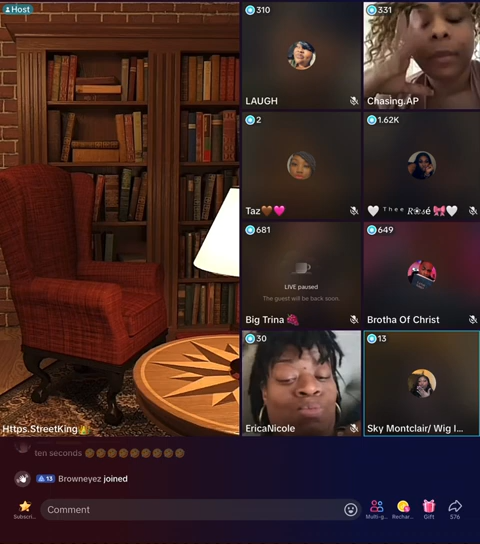 Host
310
331
LAUGH
Chasing.AP
2
1.62K
Taz🤎💖
🤍 ᵀʰᵉᵉ 𝑅❀𝓈é 🎀🤍
681
649
LIVE paused
The guest will be back soon.
Big Trina 🍓
Brotha Of Christ
30
13
Https.StreetKing
EricaNicole
Sky Montclair/ Wig I...
ten seconds
13 Browneyez joined
Comment
Subscri...
Multi-g...
Rechar...
Gift
576